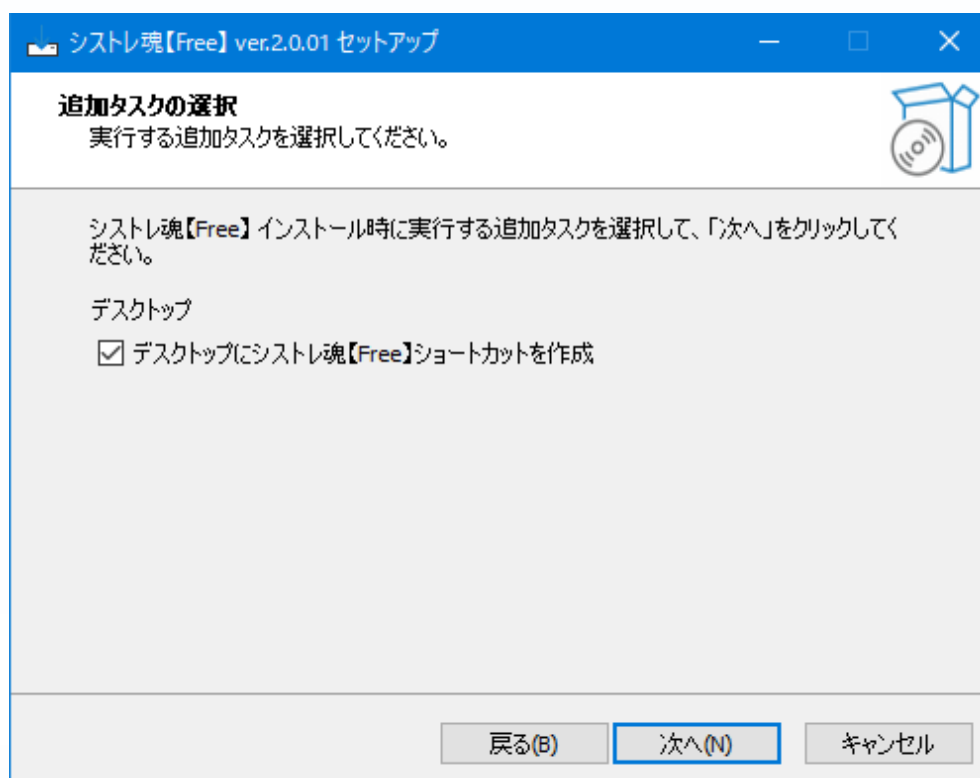 シストレ魂【Free】 ver.2.0.01 セットアップ
追加タスクの選択
実行する追加タスクを選択してください。
シストレ魂【Free】 インストール時に実行する追加タスクを選択して、「次へ」をクリックしてく
ださい。
デスクトップ
デスクトップにシストレ魂【Free】ショートカットを作成
戻る(B)
次へ(N)
キャンセル